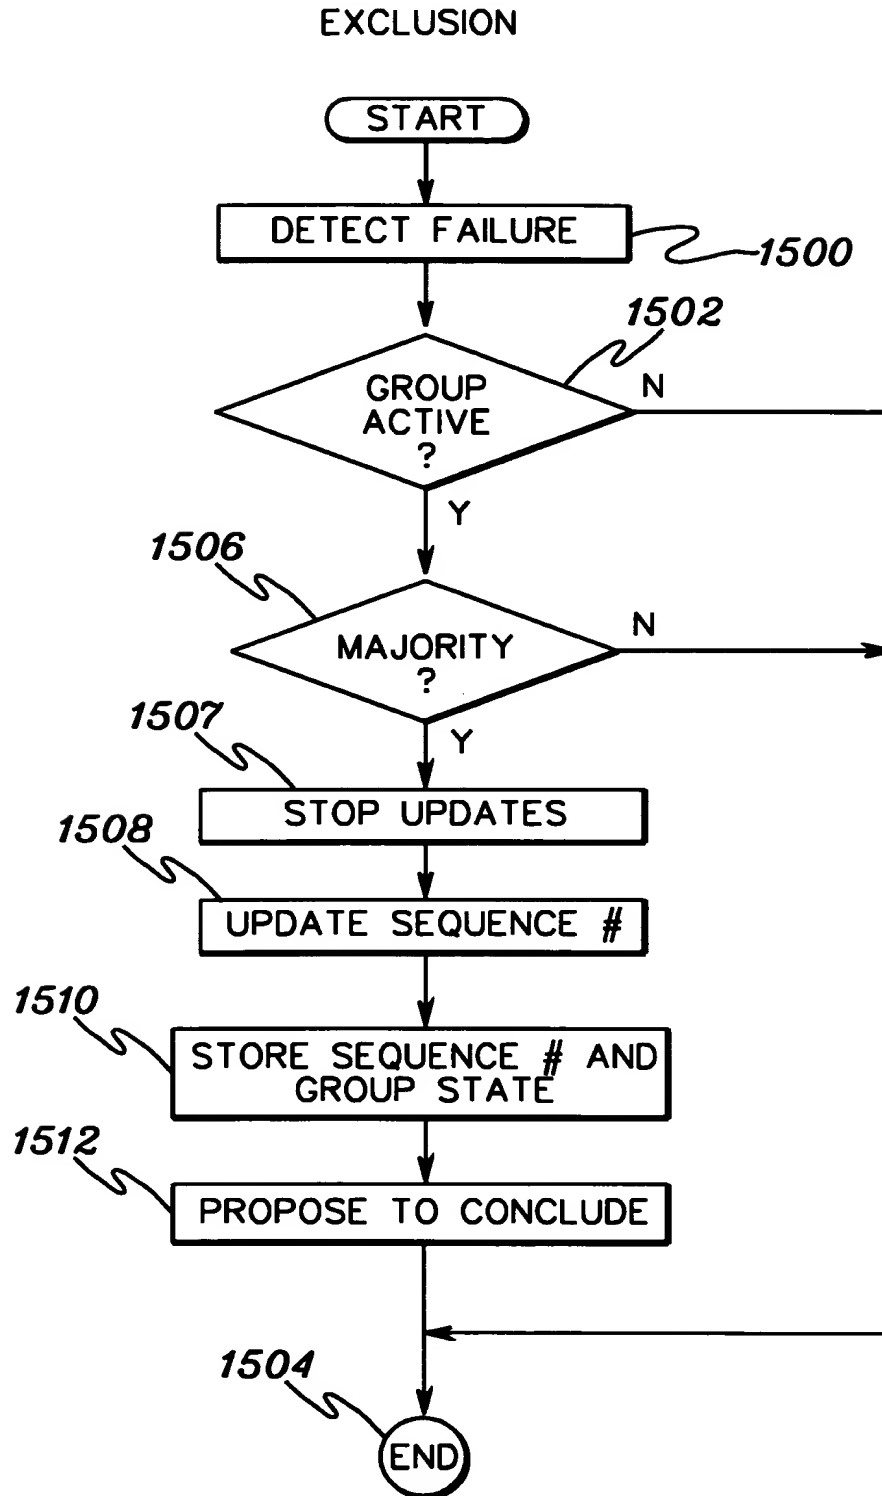 EXCLUSION
START
DETECT FAILURE
1500
1502
GROUP
ACTIVE
?
N
Y
1506
MAJORITY
?
N
Y
1507
STOP UPDATES
1508
UPDATE SEQUENCE #
1510
STORE SEQUENCE # AND
GROUP STATE
1512
PROPOSE TO CONCLUDE
1504
END